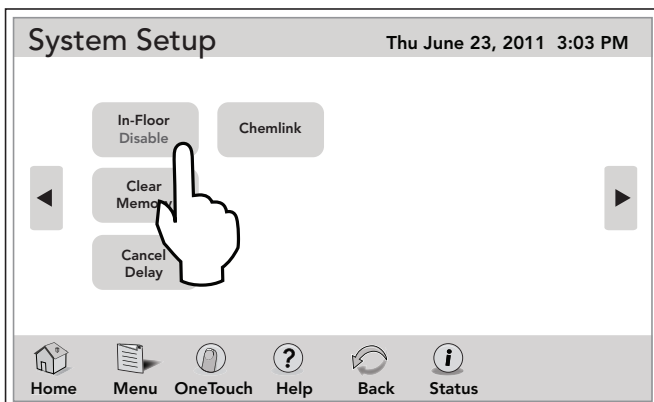 System Setup
Thu June 23, 2011 3:03 PM
In-Floor
Disable
Chemlink
Clear
Memory
Cancel
Delay
?
i
Home
Menu
OneTouch
Help
Back
Status